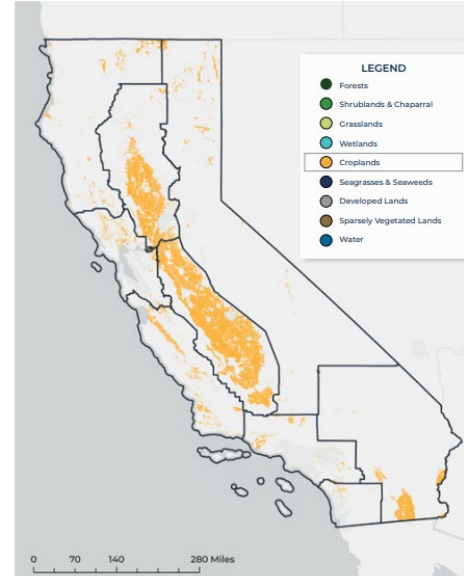 LEGEND
Forests
Shrublands & Chaparral
Grasslands
Wetlands
Croplands
Seagrasses & Seaweeds
Developed Lands
Sparsely Vegetated Lands
Water
0 70 140 280 Miles